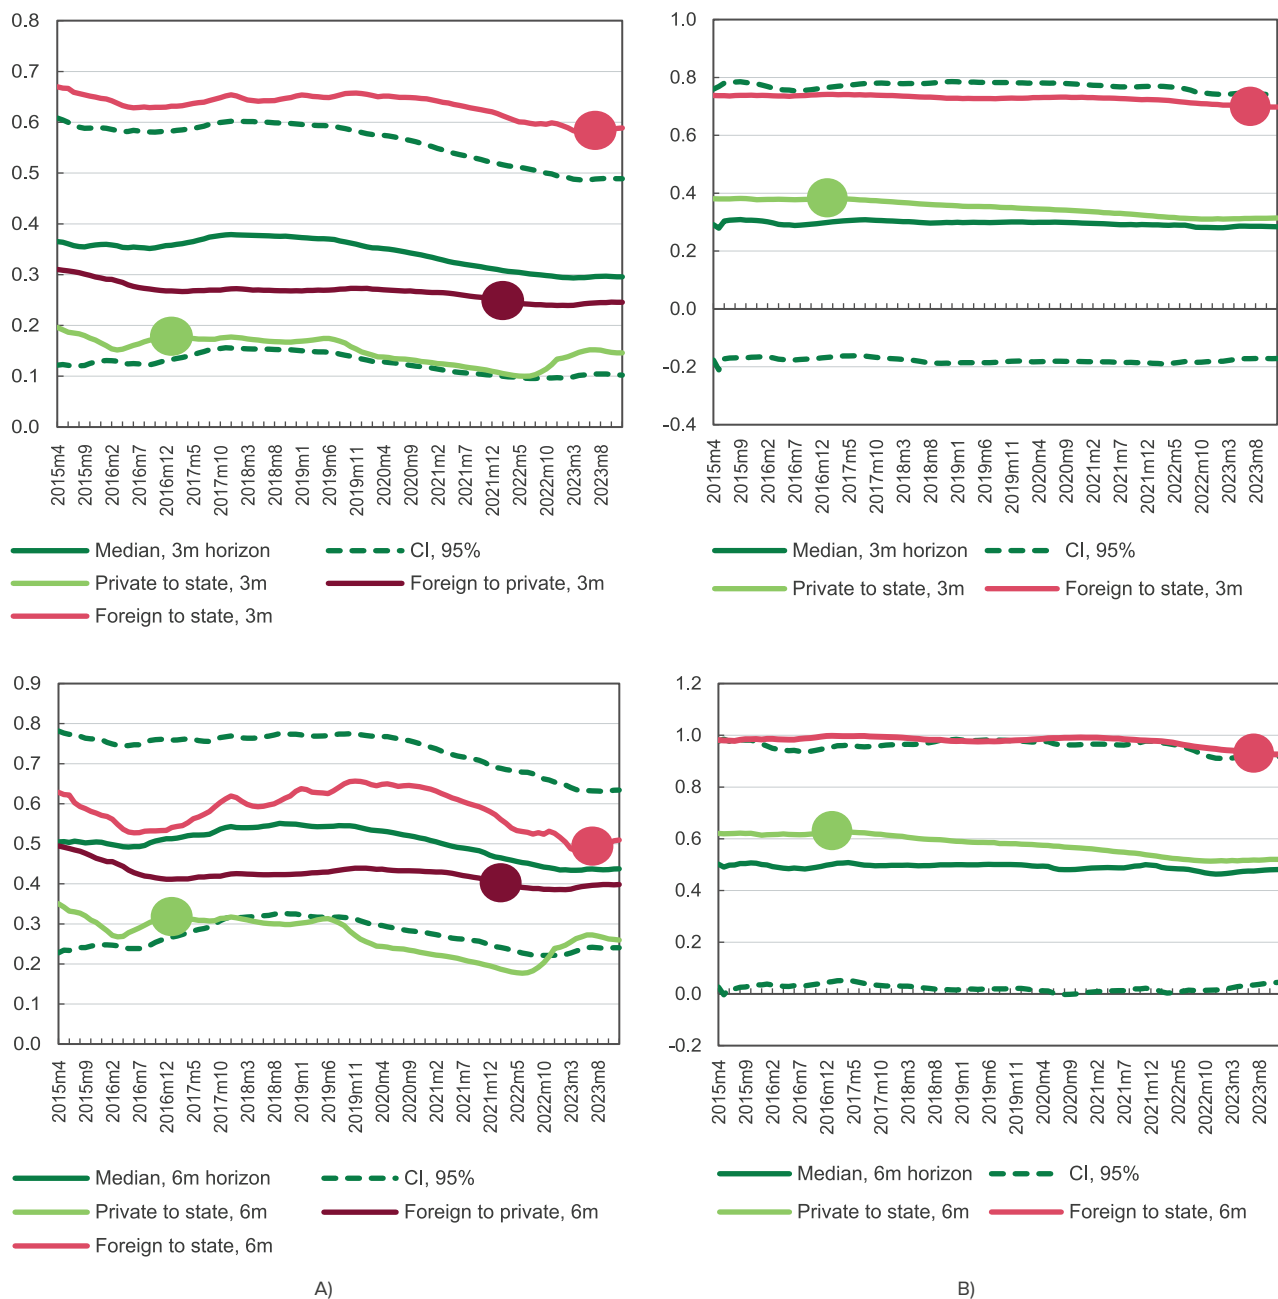 0.8
0.7
0.6
0.5
0.4
0.3
0.2
0.1
0.0
2015m4
2015m9
2016m2
2016m7
2016m12
2017m5
2017m10
2018m3
2018m8
2019m1
2019m6
2019m11
2020m4
2020m9
2021m2
2021m7
2021m12
2022m5
2022m10
2023m3
2023m8
Median, 3m horizon
CI, 95%
Private to state, 3m
Foreign to private, 3m
Foreign to state, 3m
1.0
0.8
0.6
0.4
0.2
0.0
-0.2
-0.4
2015m4
2015m9
2016m2
2016m7
2016m12
2017m5
2017m10
2018m3
2018m8
2019m1
2019m6
2019m11
2020m4
2020m9
2021m2
2021m7
2021m12
2022m5
2022m10
2023m3
2023m8
Median, 3m horizon
CI, 95%
Private to state, 3m
Foreign to state, 3m
0.9
0.8
0.7
0.6
0.5
0.4
0.3
0.2
0.1
0.0
2015m4
2015m9
2016m2
2016m7
2016m12
2017m5
2017m10
2018m3
2018m8
2019m1
2019m6
2019m11
2020m4
2020m9
2021m2
2021m7
2021m12
2022m5
2022m10
2023m3
2023m8
Median, 6m horizon
CI, 95%
Private to state, 6m
Foreign to private, 6m
Foreign to state, 6m
A)
1.2
1.0
0.8
0.6
0.4
0.2
0.0
-0.2
2015m4
2015m9
2016m2
2016m7
2016m12
2017m5
2017m10
2018m3
2018m8
2019m1
2019m6
2019m11
2020m4
2020m9
2021m2
2021m7
2021m12
2022m5
2022m10
2023m3
2023m8
Median, 6m horizon
CI, 95%
Private to state, 6m
Foreign to state, 6m
B)